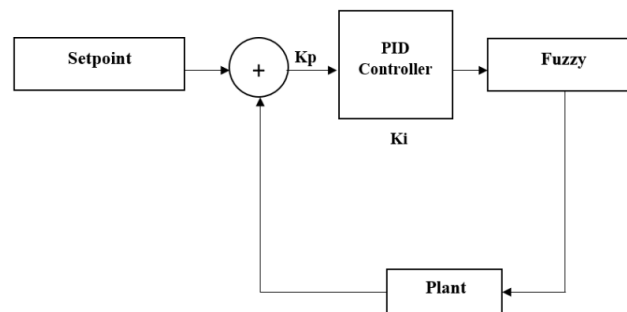 Setpoint
+
Kp
PID
Controller
Fuzzy
Ki
Plant